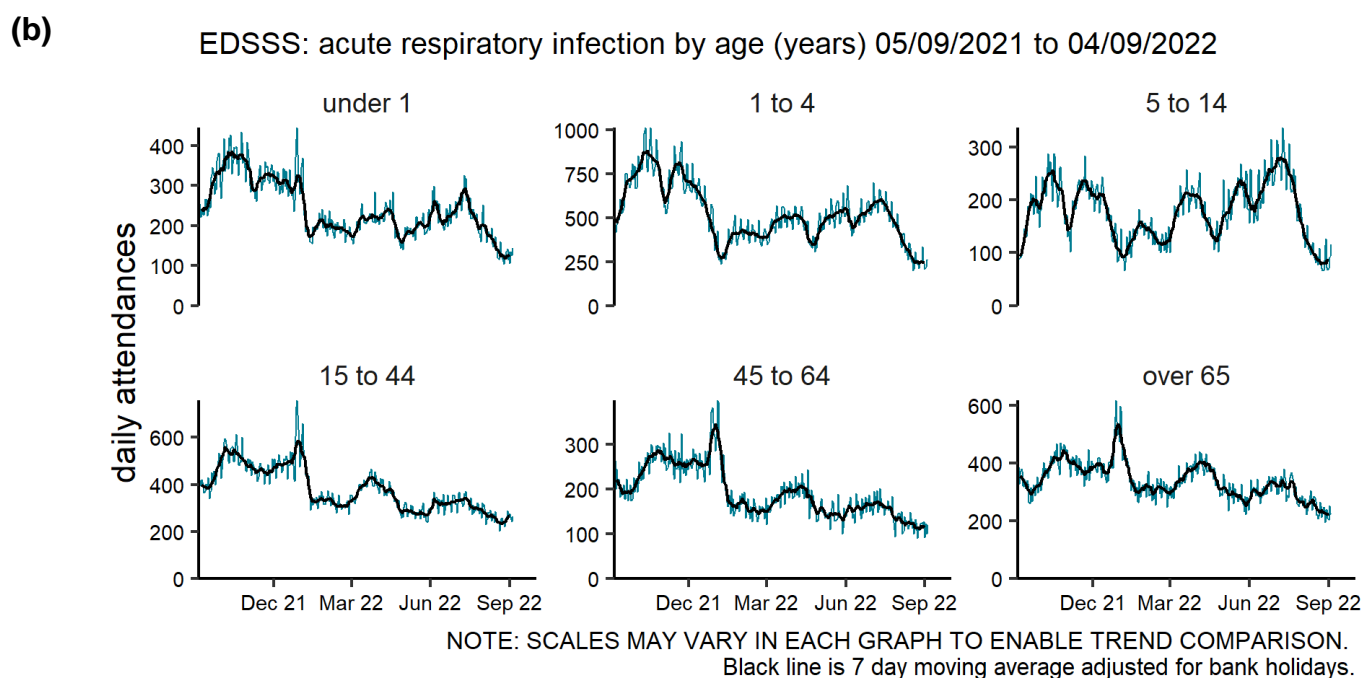 (b)
EDSSS: acute respiratory infection by age (years) 05/09/2021 to 04/09/2022
daily attendances
under 1
400
300
200
100
0
1 to 4
1000
750
500
250
0
5 to 14
300
200
100
0
15 to 44
600
400
200
0
Dec 21 Mar 22 Jun 22 Sep 22
45 to 64
300
200
100
0
Dec 21 Mar 22 Jun 22 Sep 22
over 65
600
400
200
0
Dec 21 Mar 22 Jun 22 Sep 22
NOTE: SCALES MAY VARY IN EACH GRAPH TO ENABLE TREND COMPARISON.
Black line is 7 day moving average adjusted for bank holidays.